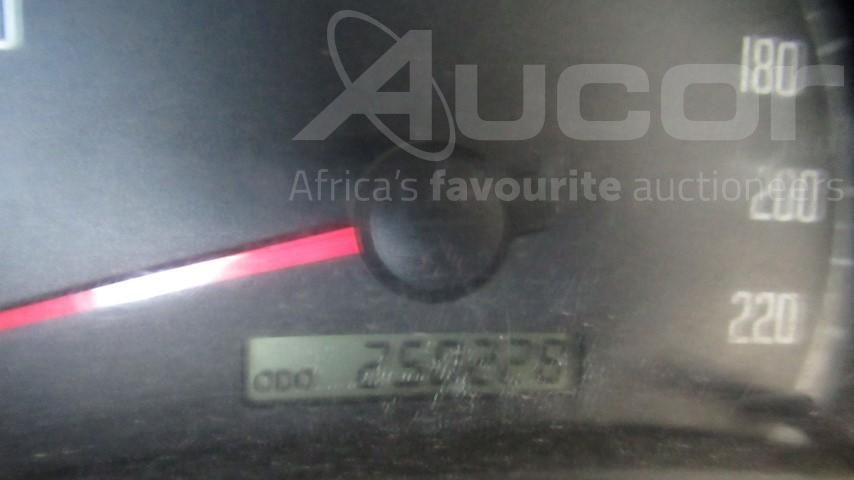 180
Aucor
Africa's favourite auctioneers
200
220
ODO